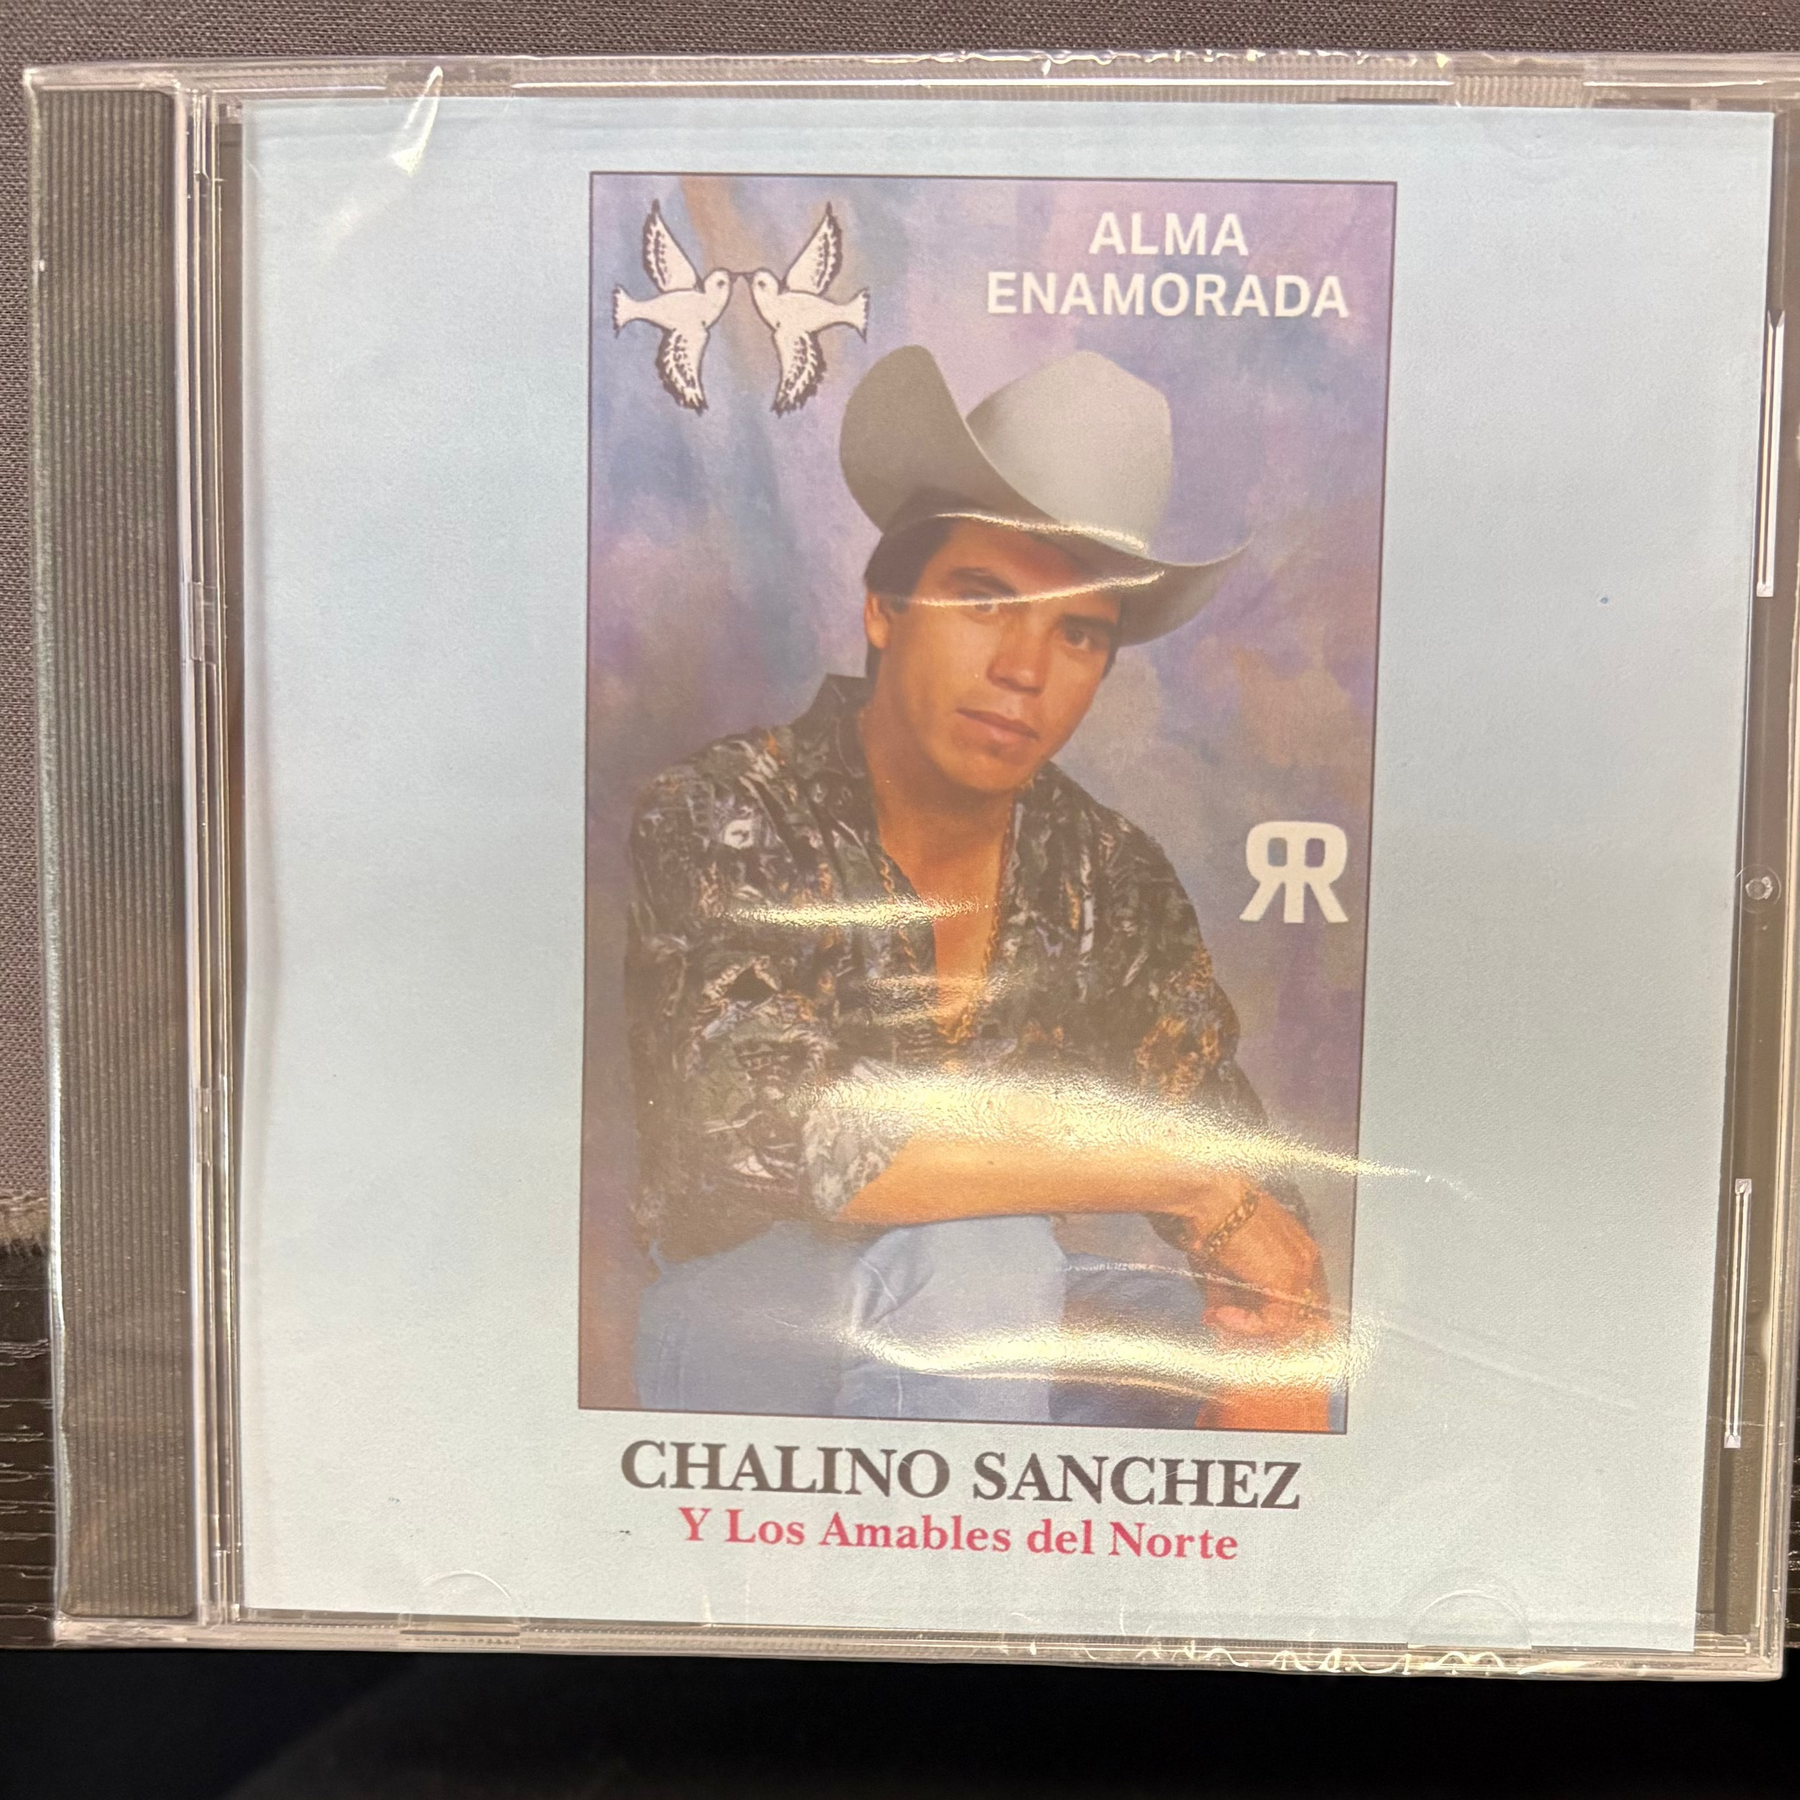 ALMA
ENAMORADA
RR
CHALINO SANCHEZ
Y Los Amables del Norte